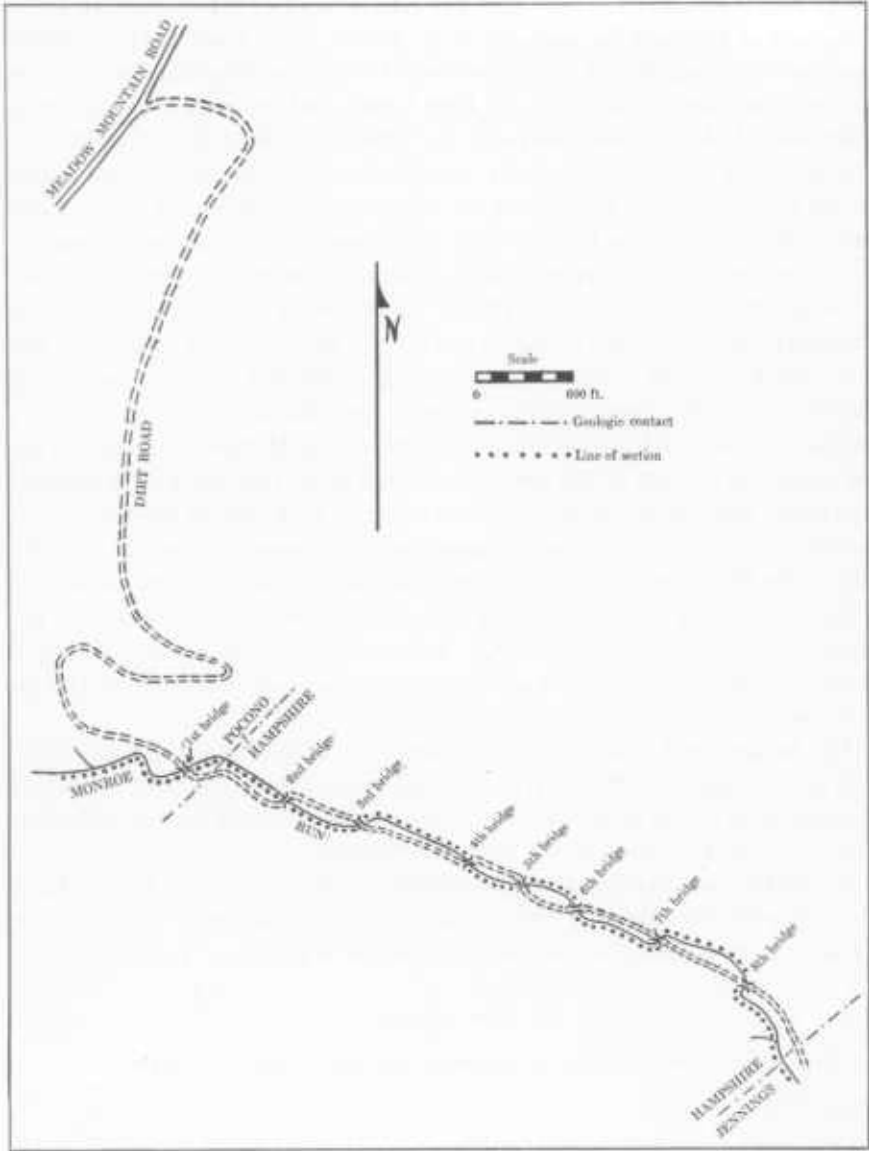 MEADOW MOUNTAIN ROAD
N
Scale
0 600 ft.
Geologic contact
Line of section
DIRT ROAD
1st bridge
POCONO
HAMPSHIRE
2nd bridge
3rd bridge
MONROE
RUN
4th bridge
5th bridge
6th bridge
7th bridge
8th bridge
HAMPSHIRE
JENNINGS